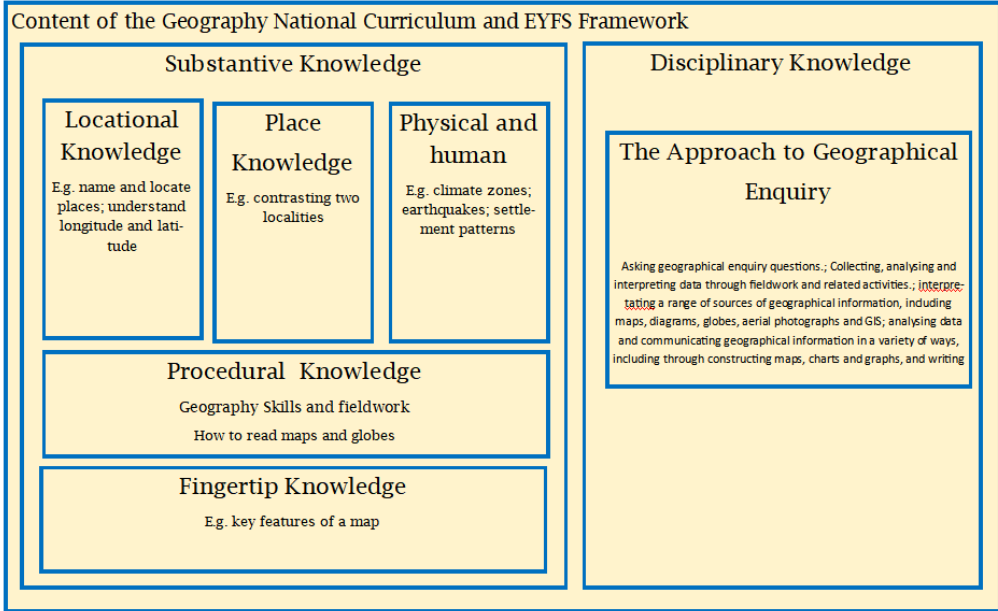 Content of the Geography National Curriculum and EYFS Framework
Substantive Knowledge
Locational
Knowledge
E.g. name and locate
places; understand
longitude and lati-
tude
Place
Knowledge
E.g. contrasting two
localities
Physical and
human
E.g. climate zones;
earthquakes; settle-
ment patterns
Procedural  Knowledge
Geography Skills and fieldwork
How to read maps and globes
Fingertip Knowledge
E.g. key features of a map
Disciplinary Knowledge
The Approach to Geographical
Enquiry
Asking geographical enquiry questions.; Collecting, analysing and
interpreting data through fieldwork and related activities.; interpre-
tating a range of sources of geographical information, including
maps, diagrams, globes, aerial photographs and GIS; analysing data
and communicating geographical information in a variety of ways,
including through constructing maps, charts and graphs, and writing